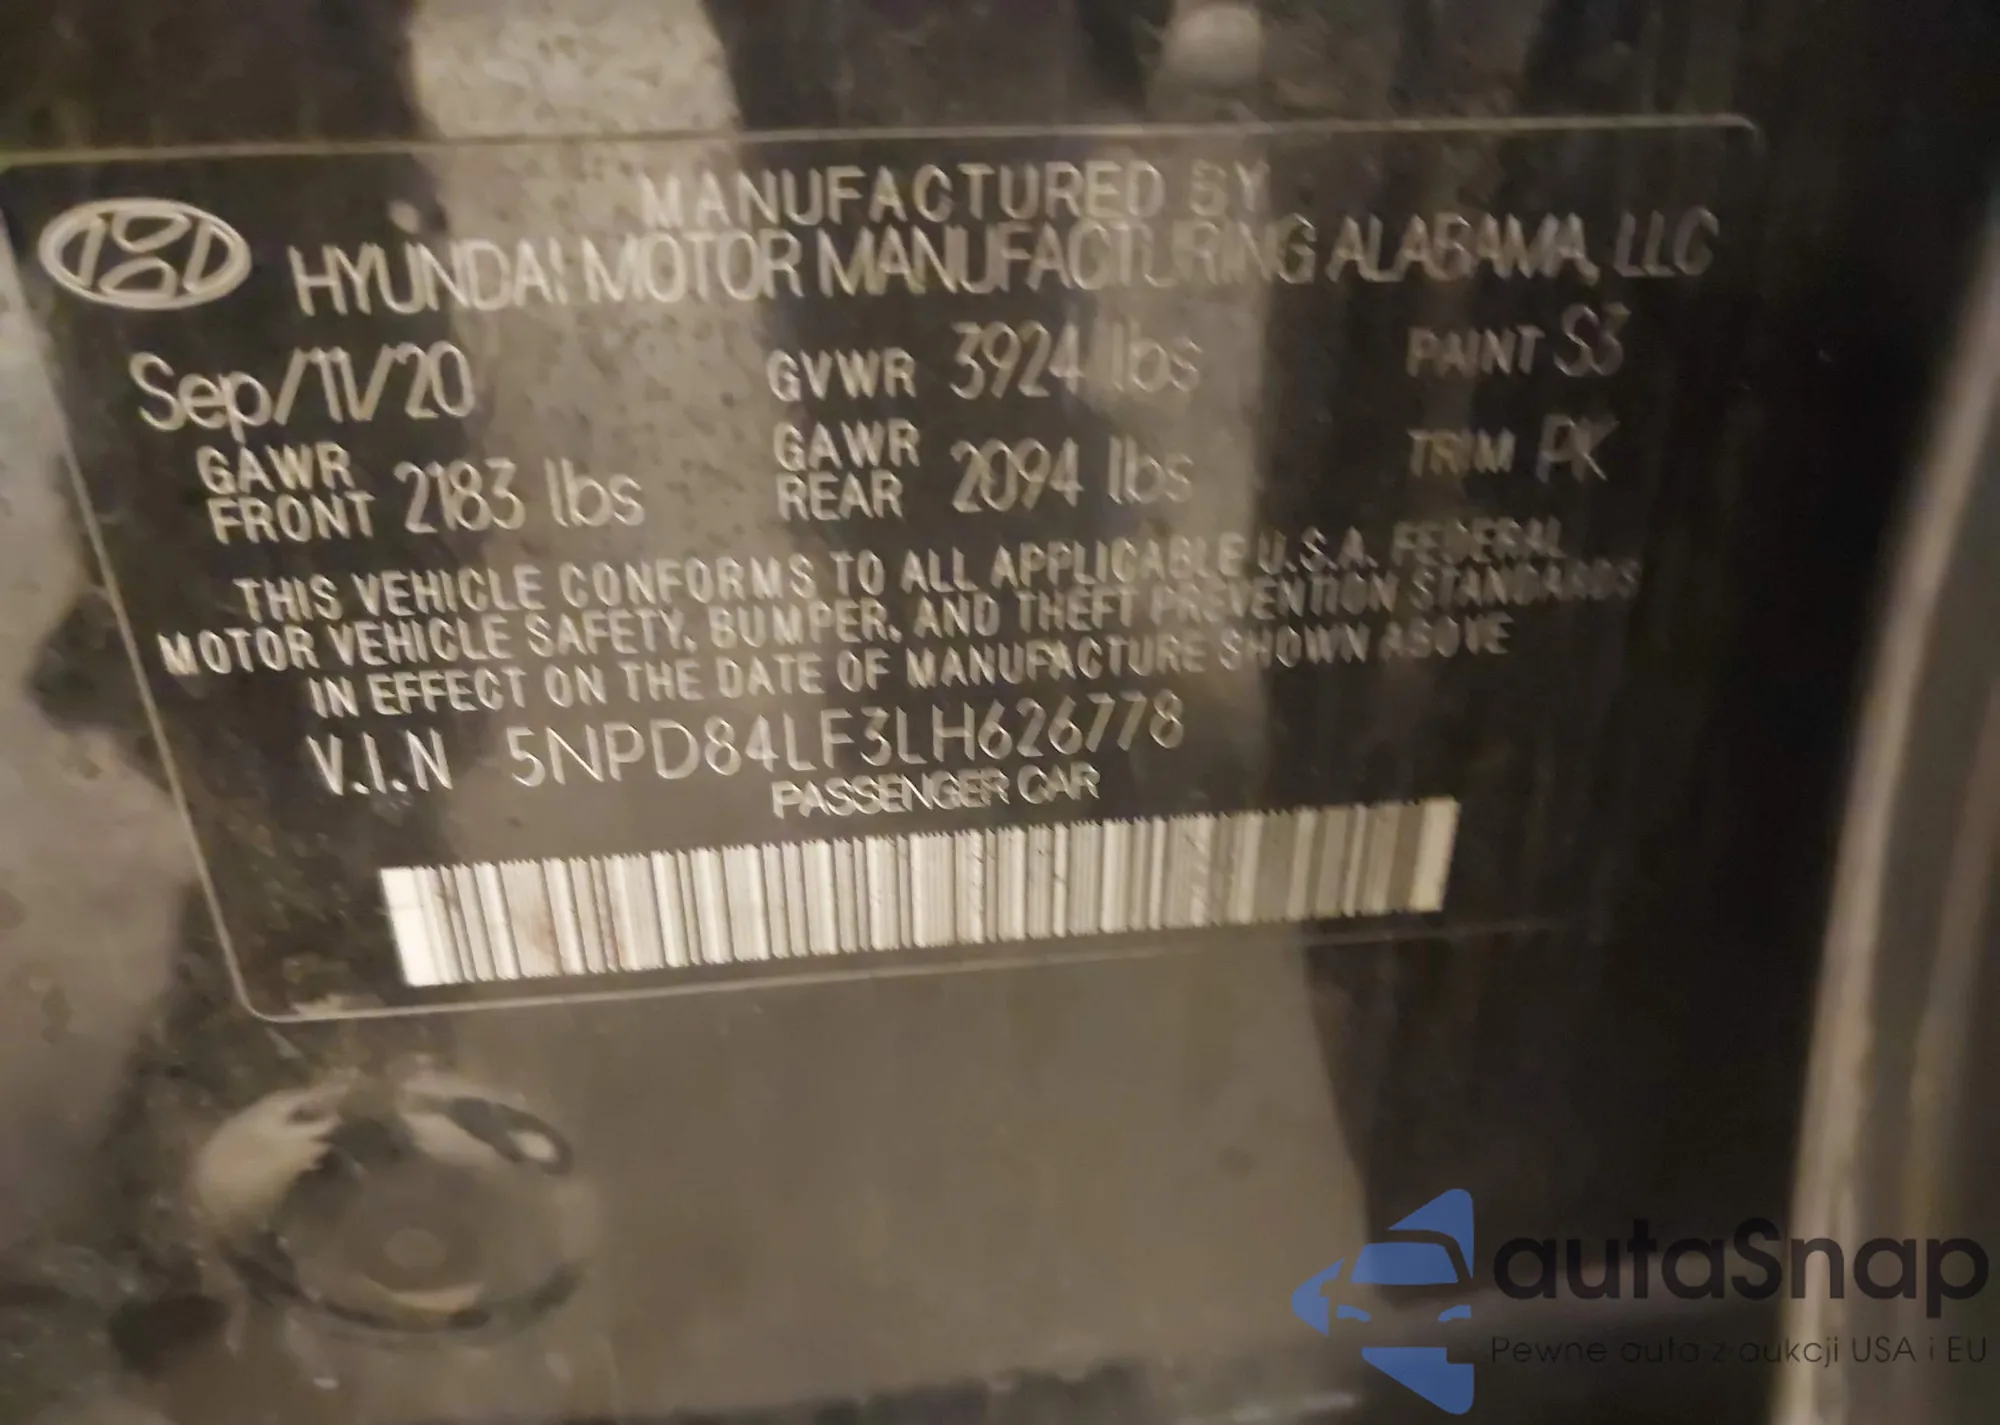 MANUFACTURED BY
HYUNDAI MOTOR MANUFACTURING ALABAMA, LLC
Sep/11/20 GVWR 3924 lbs PAINT S3
GAWR FRONT 2183 lbs GAWR REAR 2094 lbs TRIM PK
THIS VEHICLE CONFORMS TO ALL APPLICABLE U.S.A. FEDERAL
MOTOR VEHICLE SAFETY, BUMPER, AND THEFT PREVENTION STANDARDS
IN EFFECT ON THE DATE OF MANUFACTURE SHOWN ABOVE
V.I.N 5NPD84LF3LH626778
PASSENGER CAR
autaSnap
Pewne auta z aukcji USA i EU